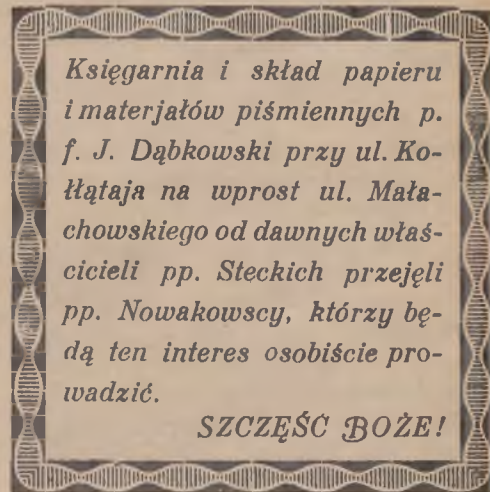 Księgarnia i skład papieru
i materjałów piśmiennych p.
f. J. Dąbkowski przy ul. Ko-
łłątaja na wprost ul. Mała-
chowskiego od dawnych właś-
cicieli pp. Steckich przejęli
pp. Nowakowscy, którzy bę-
dą ten interes osobiście pro-
wadzić.
SZCZĘŚĆ BOŻE!